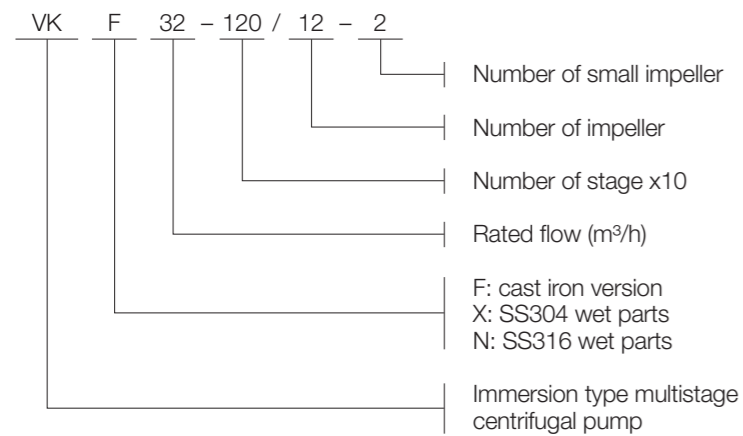 VK F 32 – 120 / 12 – 2
Number of small impeller
Number of impeller
Number of stage x10
Rated flow (m³/h)
F: cast iron version
X: SS304 wet parts
N: SS316 wet parts
Immersion type multistage
centrifugal pump